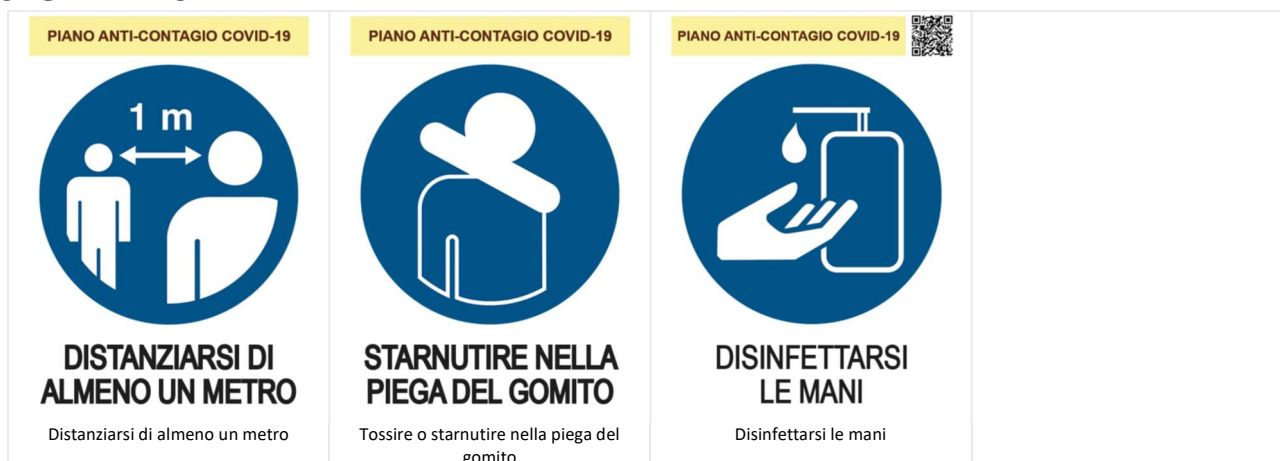 PIANO ANTI-CONTAGIO COVID-19
1 m
DISTANZIARSI DI
ALMENO UN METRO
Distanziarsi di almeno un metro
PIANO ANTI-CONTAGIO COVID-19
STARNUTIRE NELLA
PIEGA DEL GOMITO
Tossire o starnutire nella piega del
gomito
PIANO ANTI-CONTAGIO COVID-19
DISINFETTARSI
LE MANI
Disinfettarsi le mani